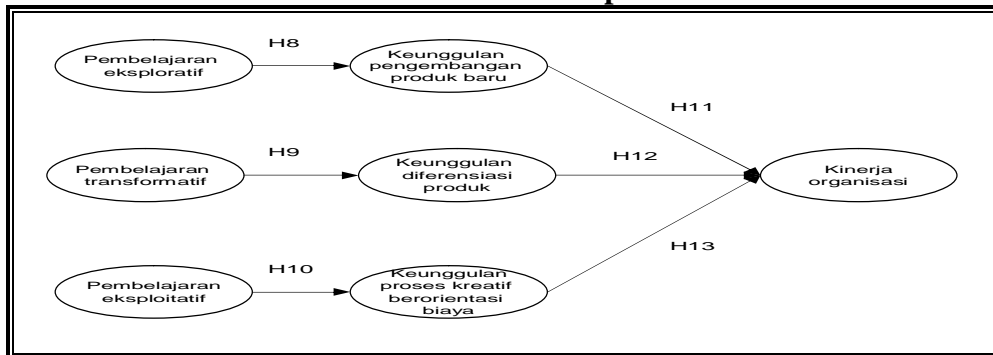 H8
Pembelajaran
eksploratif
Keunggulan
pengembangan
produk baru
H11
H9
Pembelajaran
transformatif
Keunggulan
diferensiasi
produk
H12
Kinerja
organisasi
H13
H10
Pembelajaran
eksploitatif
Keunggulan
proses kreatif
berorientasi
biaya